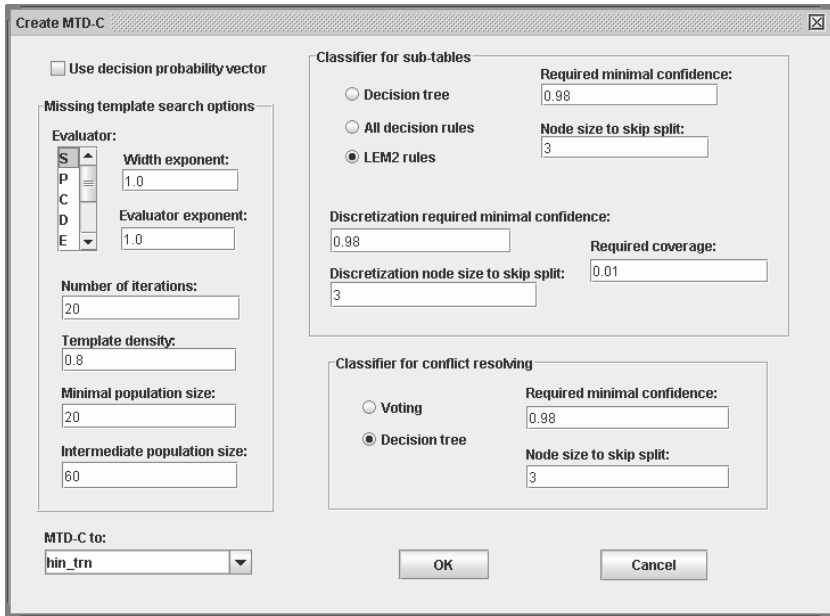 Create MTD-C
Use decision probability vector
Missing template search options
Evaluator:
S
P
C
D
E
Width exponent:
1.0
Evaluator exponent:
1.0
Number of iterations:
20
Template density:
0.8
Minimal population size:
20
Intermediate population size:
60
MTD-C to:
hin_trn
Classifier for sub-tables
Decision tree
All decision rules
LEM2 rules
Required minimal confidence:
0.98
Node size to skip split:
3
Discretization required minimal confidence:
0.98
Discretization node size to skip split:
3
Required coverage:
0.01
Classifier for conflict resolving
Voting
Decision tree
Required minimal confidence:
0.98
Node size to skip split:
3
OK
Cancel